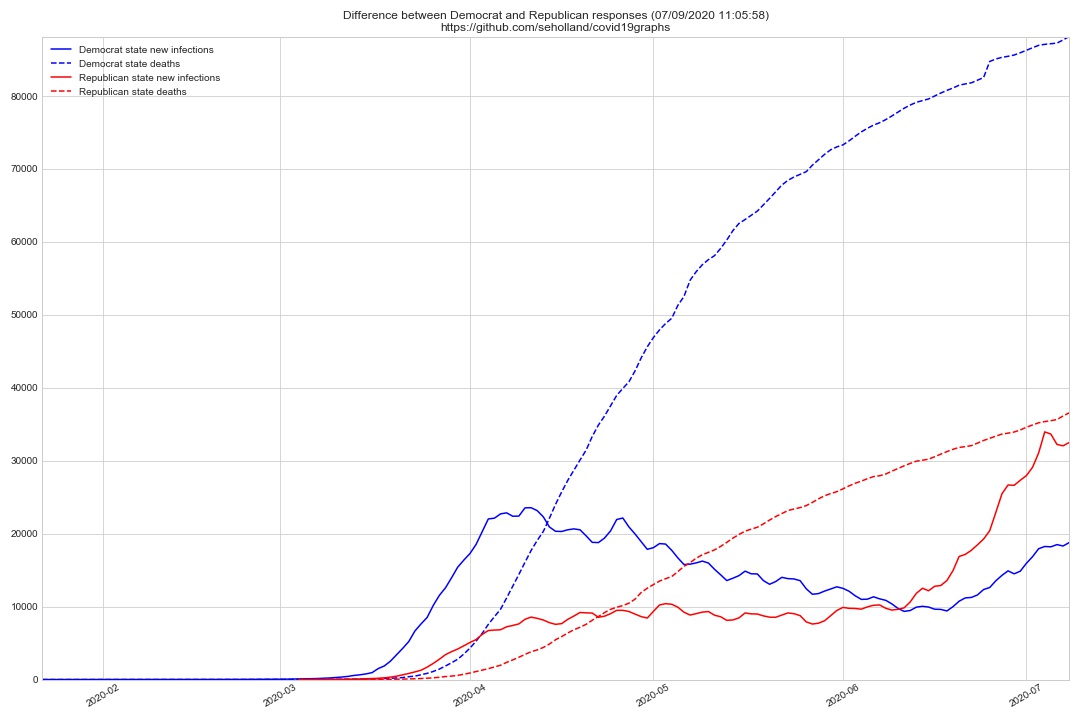 Difference between Democrat and Republican responses (07/09/2020 11:05:58)
https://github.com/seholland/covid19graphs
Democrat state new infections
Democrat state deaths
Republican state new infections
Republican state deaths
80000
70000
60000
50000
40000
30000
20000
10000
0
2020-02
2020-03
2020-04
2020-05
2020-06
2020-07